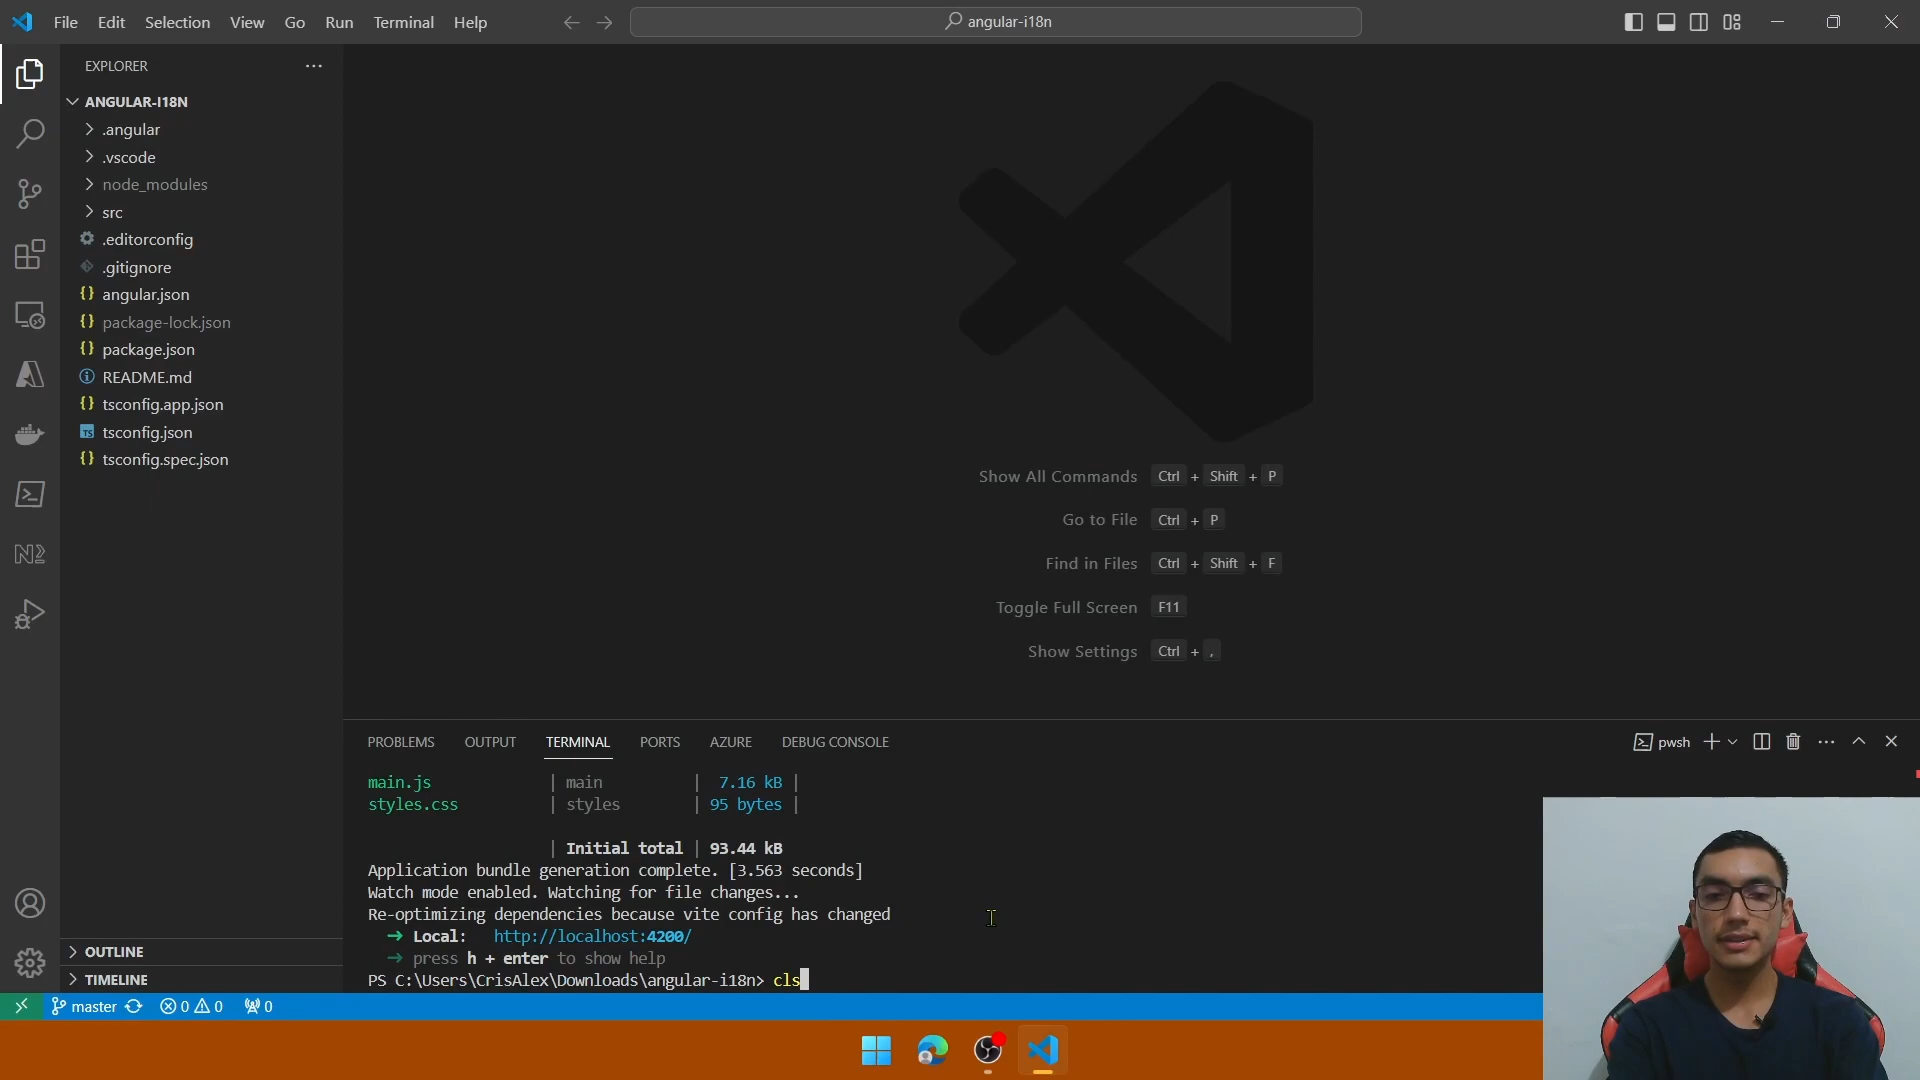 File Edit Selection View Go Run Terminal Help
angular-i18n
EXPLORER
ANGULAR-I18N
.angular
.vscode
node_modules
src
.editorconfig
.gitignore
angular.json
package-lock.json
package.json
README.md
tsconfig.app.json
tsconfig.json
tsconfig.spec.json
Show All Commands Ctrl + Shift + P
Go to File Ctrl + P
Find in Files Ctrl + Shift + F
Toggle Full Screen F11
Show Settings Ctrl + ,
PROBLEMS OUTPUT TERMINAL PORTS AZURE DEBUG CONSOLE
pwsh
main.js | main | 7.16 kB |
styles.css | styles | 95 bytes |
| Initial total | 93.44 kB
Application bundle generation complete. [3.563 seconds]
Watch mode enabled. Watching for file changes...
Re-optimizing dependencies because vite config has changed
➜ Local: http://localhost:4200/
➜ press h + enter to show help
PS C:\Users\CrisAlex\Downloads\angular-i18n> cls
OUTLINE
TIMELINE
master 0 0 0